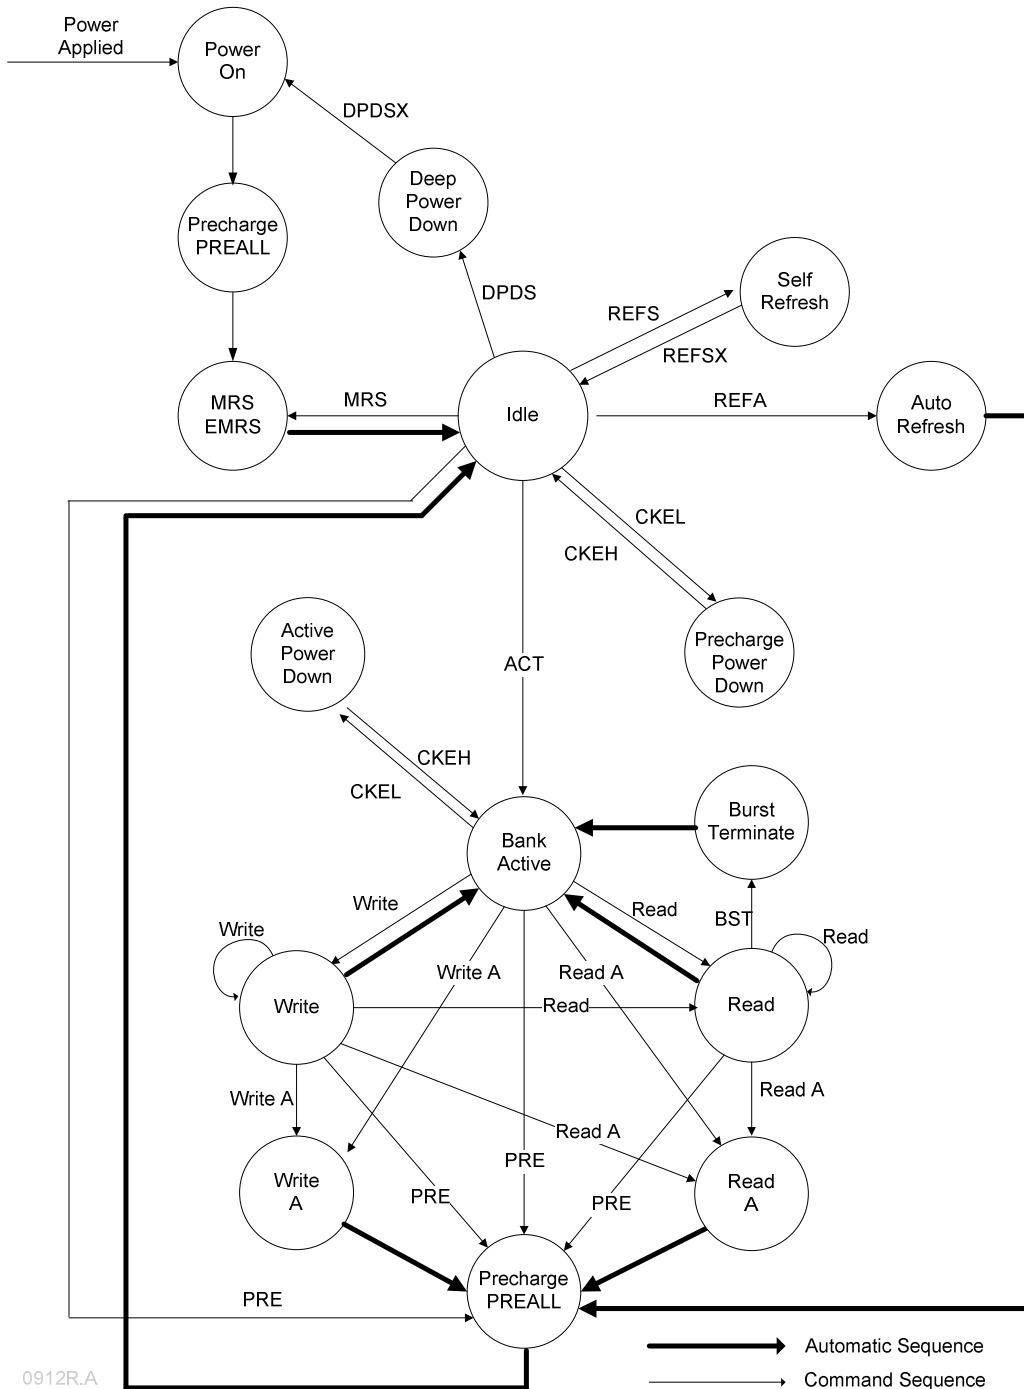 Power
Applied
Power
On
DPDSX
Deep
Power
Down
Precharge
PREALL
DPDS
Self
Refresh
REFS
REFSX
MRS
EMRS
MRS
Idle
REFA
Auto
Refresh
CKEL
CKEH
Active
Power
Down
ACT
Precharge
Power
Down
CKEH
CKEL
Burst
Terminate
Bank
Active
Write
Read
BST
Write
Read
Write A
Read A
Write
Read
Read
Write A
Read A
Read A
PRE
Write
A
PRE
PRE
Read
A
Precharge
PREALL
PRE
Automatic Sequence
Command Sequence
0912R.A